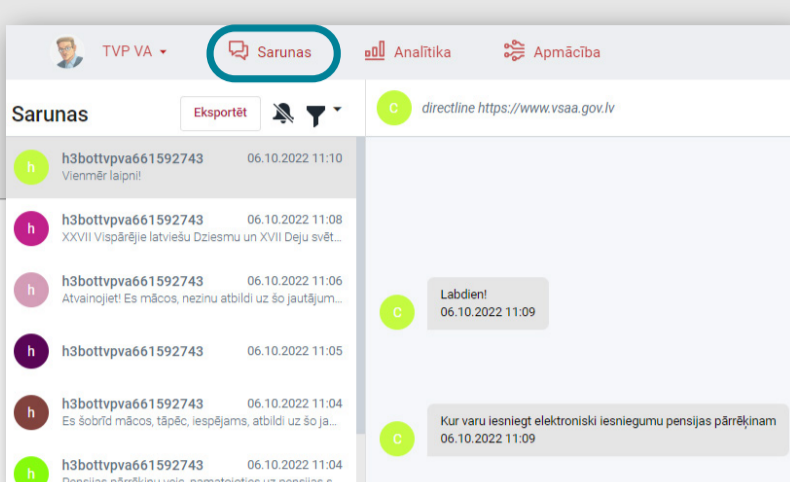 TVP VA
Sarunas
Analītika
Apmācība
Sarunas
Eksportēt
C
directline https://www.vsaa.gov.lv
h
h3bottvpva661592743
06.10.2022 11:10
Vienmēr laipni!
h
h3bottvpva661592743
06.10.2022 11:08
XXVII Vispārējie latviešu Dziesmu un XVII Deju svēt...
h
h3bottvpva661592743
06.10.2022 11:06
Atvainojiet! Es mācos, nezinu atbildi uz šo jautājum...
h
h3bottvpva661592743
06.10.2022 11:05
h
h3bottvpva661592743
06.10.2022 11:04
Es šobrīd mācos, tāpēc, iespējams, atbildi uz šo ja...
h
h3bottvpva661592743
06.10.2022 11:04
Labdien!
06.10.2022 11:09
C
Kur varu iesniegt elektroniski iesniegumu pensijas pārrēķinam
06.10.2022 11:09
C